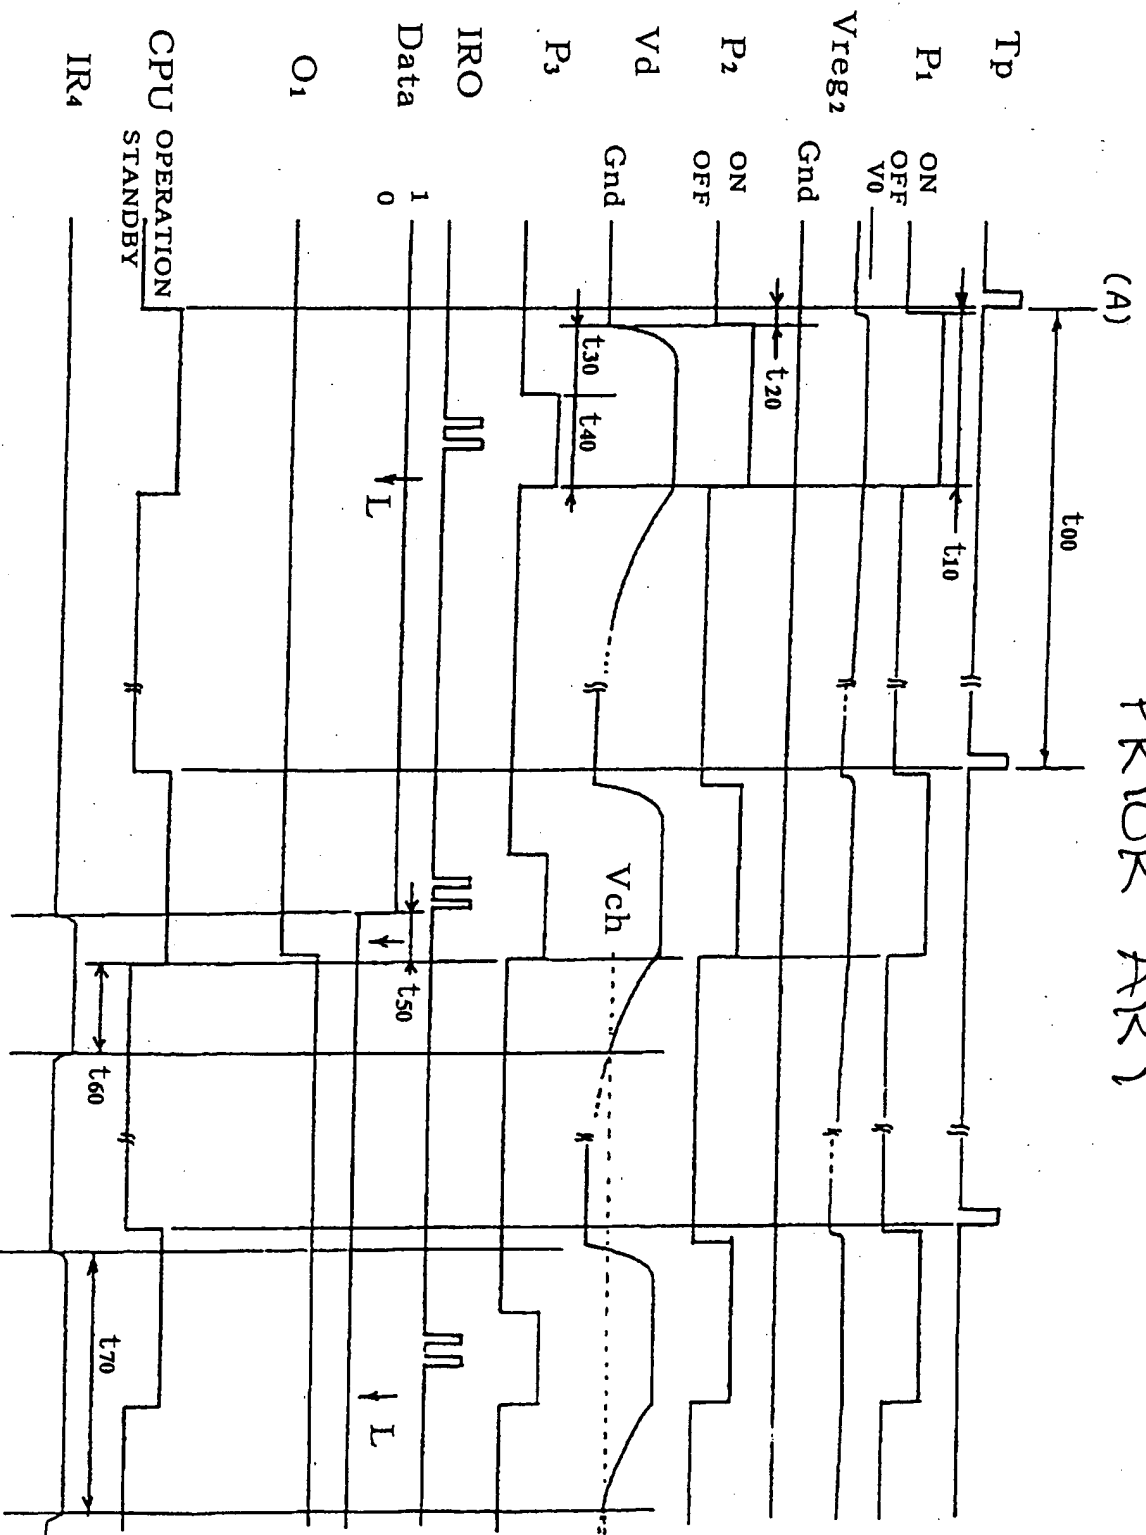 PRIOR ART
(A)
t00
Tp
t10
P1
ON
OFF
Vreg2
V0
Gnd
t20
P2
ON
OFF
Vd
Gnd
Vch
t30
t40
P3
IRO
Data
1
0
L
t50
L
O1
CPU
OPERATION
STANDBY
t60
IR4
t70